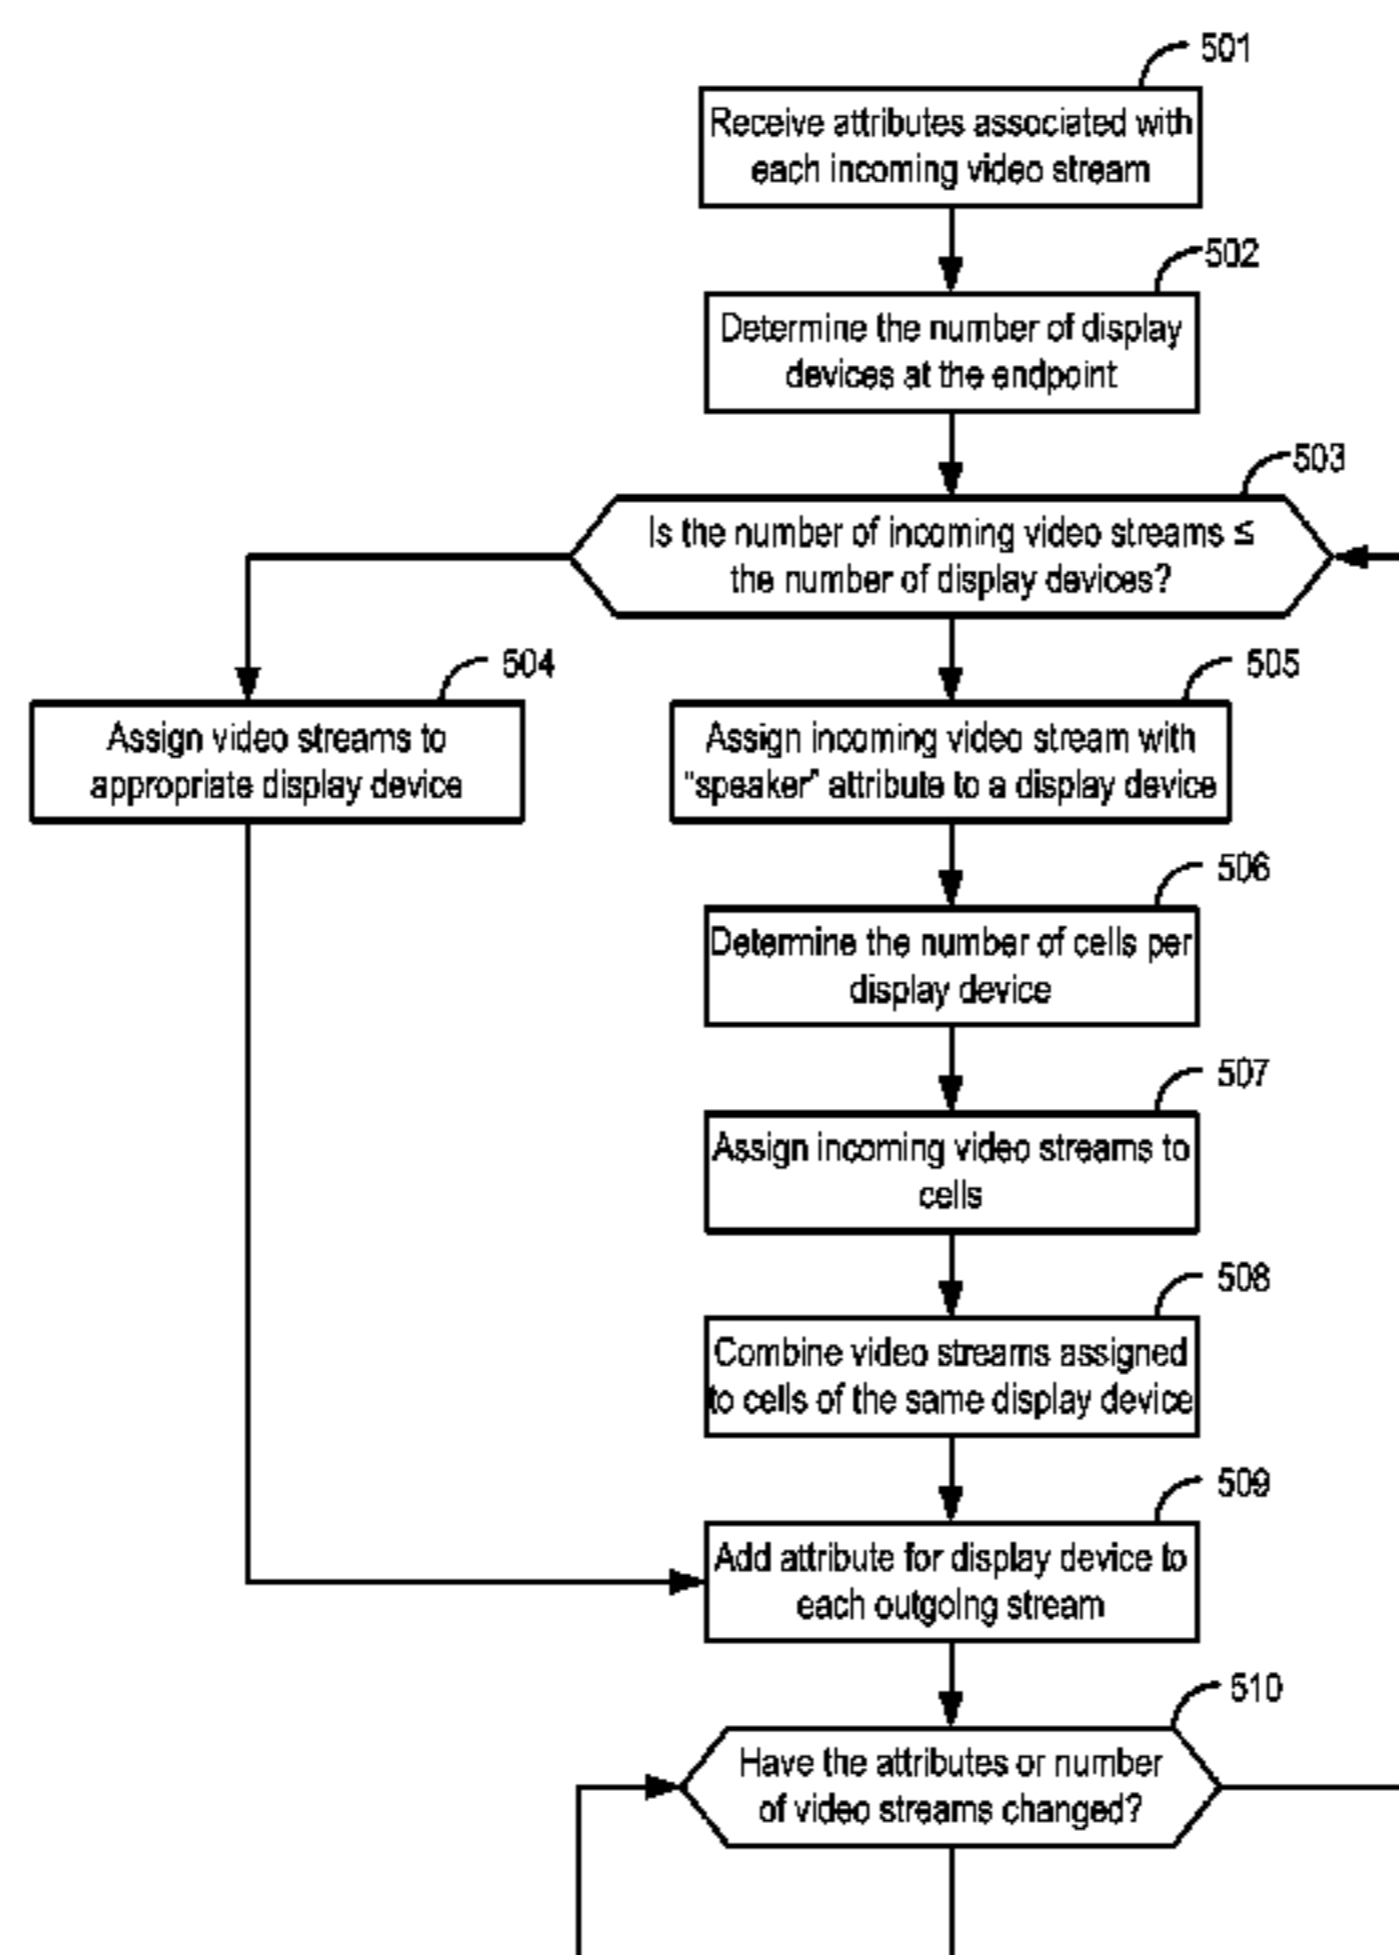 501
Receive attributes associated with
each incoming video stream
502
Determine the number of display
devices at the endpoint
503
Is the number of incoming video streams ≤
the number of display devices?
504
Assign video streams to
appropriate display device
505
Assign incoming video stream with
"speaker" attribute to a display device
506
Determine the number of cells per
display device
507
Assign incoming video streams to
cells
508
Combine video streams assigned
to cells of the same display device
509
Add attribute for display device to
each outgoing stream
510
Have the attributes or number
of video streams changed?